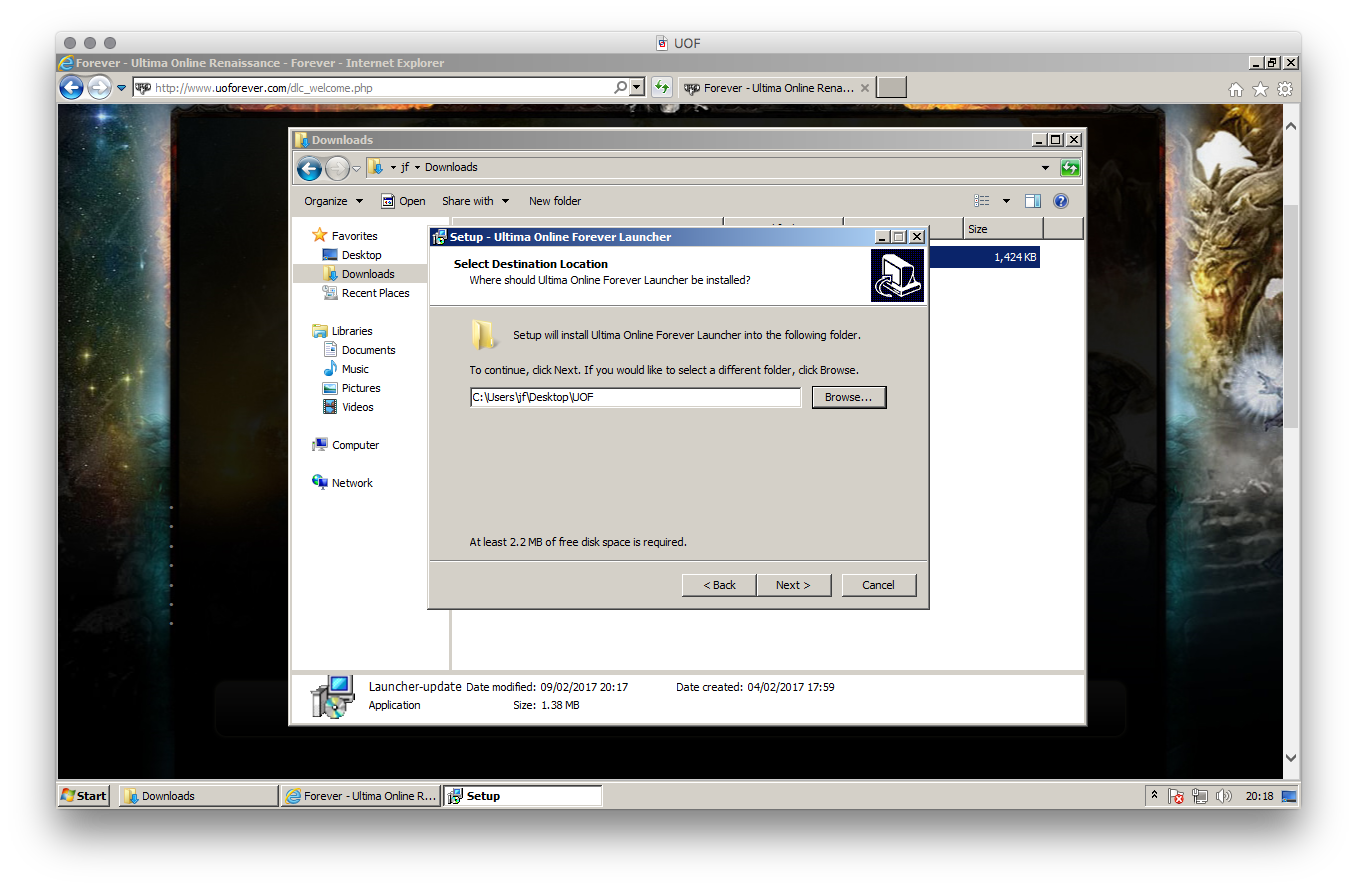 UOF
Forever - Ultima Online Renaissance - Forever - Internet Explorer
http://www.uoforever.com/dlc_welcome.php
Forever - Ultima Online Rena...
Downloads
jf Downloads
Organize Open Share with New folder
Size
1,424 KB
Favorites
Desktop
Downloads
Recent Places
Libraries
Documents
Music
Pictures
Videos
Computer
Network
Setup - Ultima Online Forever Launcher
Select Destination Location
Where should Ultima Online Forever Launcher be installed?
Setup will install Ultima Online Forever Launcher into the following folder.
To continue, click Next. If you would like to select a different folder, click Browse.
C:\Users\jf\Desktop\UOF
Browse...
At least 2.2 MB of free disk space is required.
< Back Next > Cancel
Launcher-update Date modified: 09/02/2017 20:17 Date created: 04/02/2017 17:59
Application Size: 1.38 MB
Start Downloads Forever - Ultima Online R... Setup 20:18